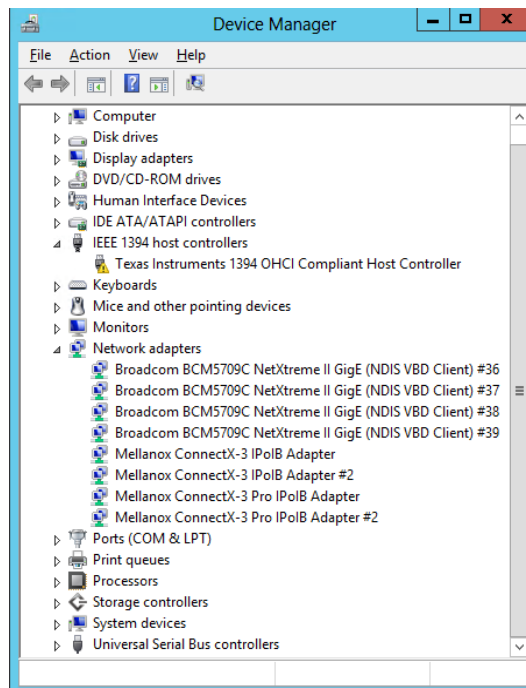 Device Manager
File Action View Help
Computer
Disk drives
Display adapters
DVD/CD-ROM drives
Human Interface Devices
IDE ATA/ATAPI controllers
IEEE 1394 host controllers
Texas Instruments 1394 OHCI Compliant Host Controller
Keyboards
Mice and other pointing devices
Monitors
Network adapters
Broadcom BCM5709C NetXtreme II GigE (NDIS VBD Client) #36
Broadcom BCM5709C NetXtreme II GigE (NDIS VBD Client) #37
Broadcom BCM5709C NetXtreme II GigE (NDIS VBD Client) #38
Broadcom BCM5709C NetXtreme II GigE (NDIS VBD Client) #39
Mellanox ConnectX-3 IPoIB Adapter
Mellanox ConnectX-3 IPoIB Adapter #2
Mellanox ConnectX-3 Pro IPoIB Adapter
Mellanox ConnectX-3 Pro IPoIB Adapter #2
Ports (COM & LPT)
Print queues
Processors
Storage controllers
System devices
Universal Serial Bus controllers